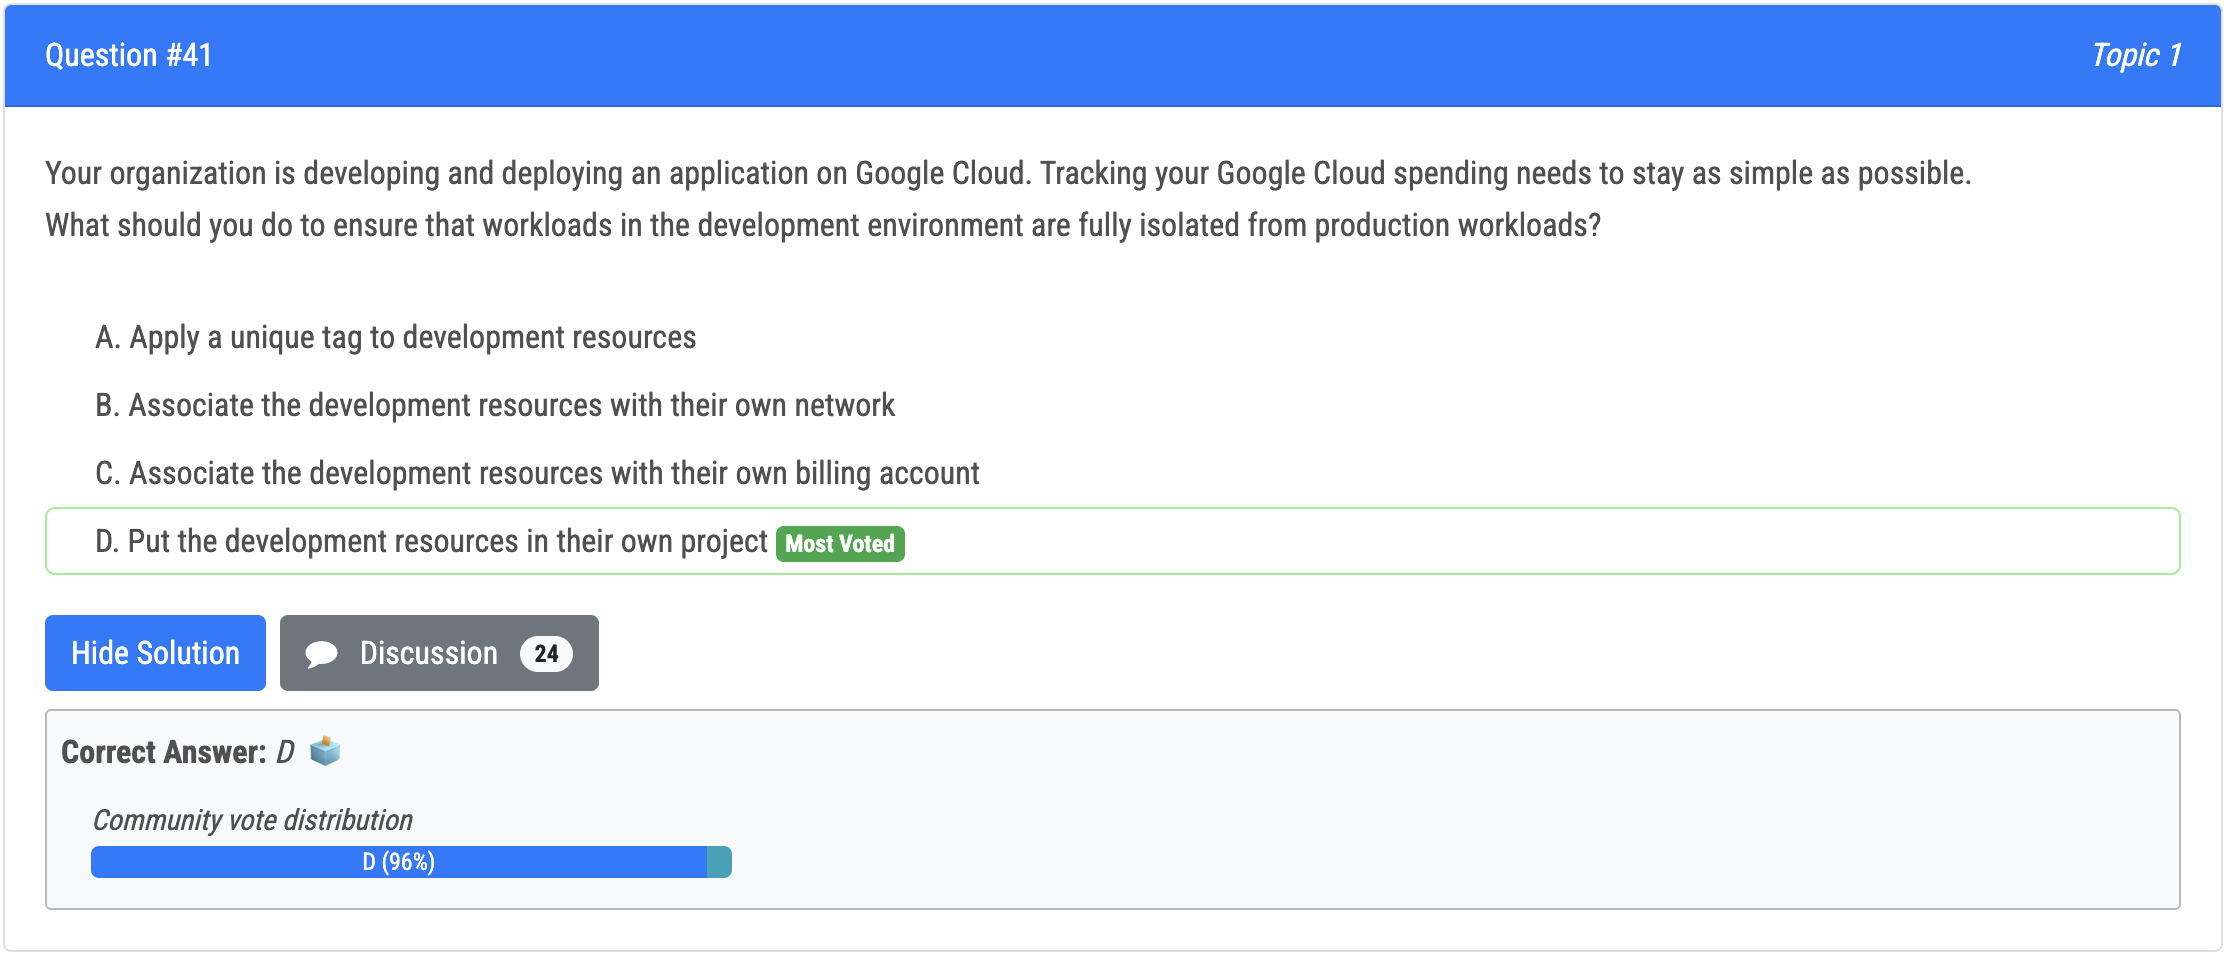 Question #41
Topic 1
Your organization is developing and deploying an application on Google Cloud. Tracking your Google Cloud spending needs to stay as simple as possible.
What should you do to ensure that workloads in the development environment are fully isolated from production workloads?
A. Apply a unique tag to development resources
B. Associate the development resources with their own network
C. Associate the development resources with their own billing account
D. Put the development resources in their own project Most Voted
Hide Solution
Discussion 24
Correct Answer: D
Community vote distribution
D (96%)